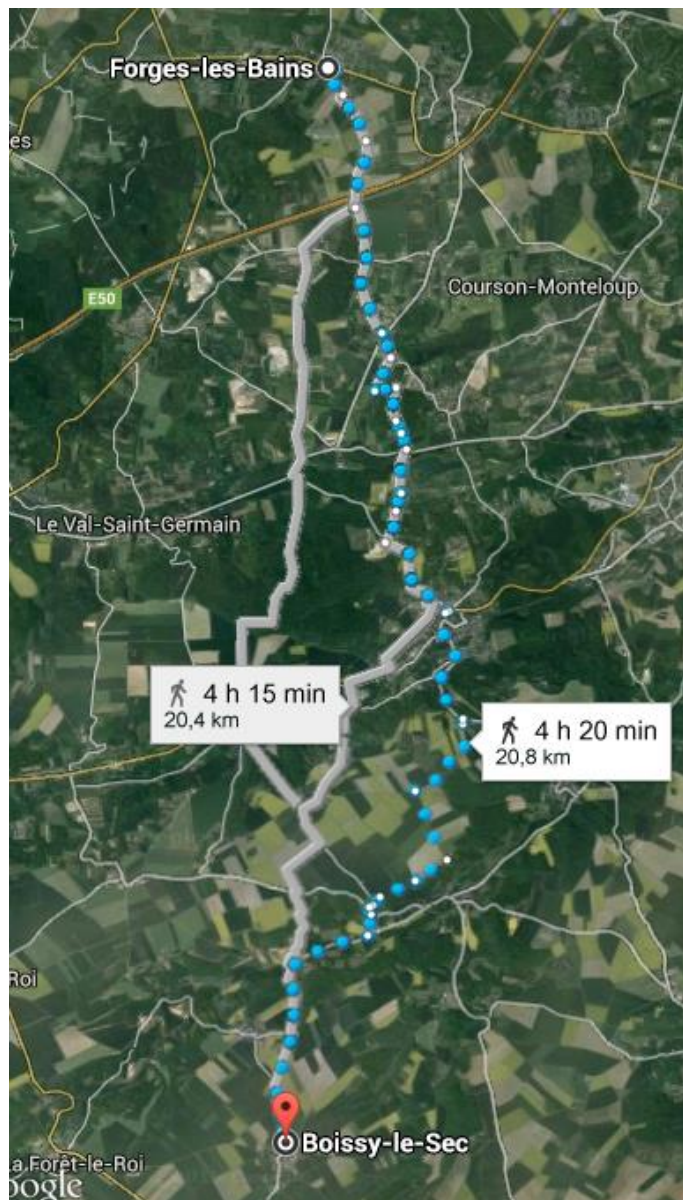 Forges-les-Bains
es
E50
Courson-Monteloup
Le Val-Saint-Germain
4 h 15 min
20,4 km
4 h 20 min
20,8 km
Roi
Boissy-le-Sec
La Forêt-le-Roi
oogle